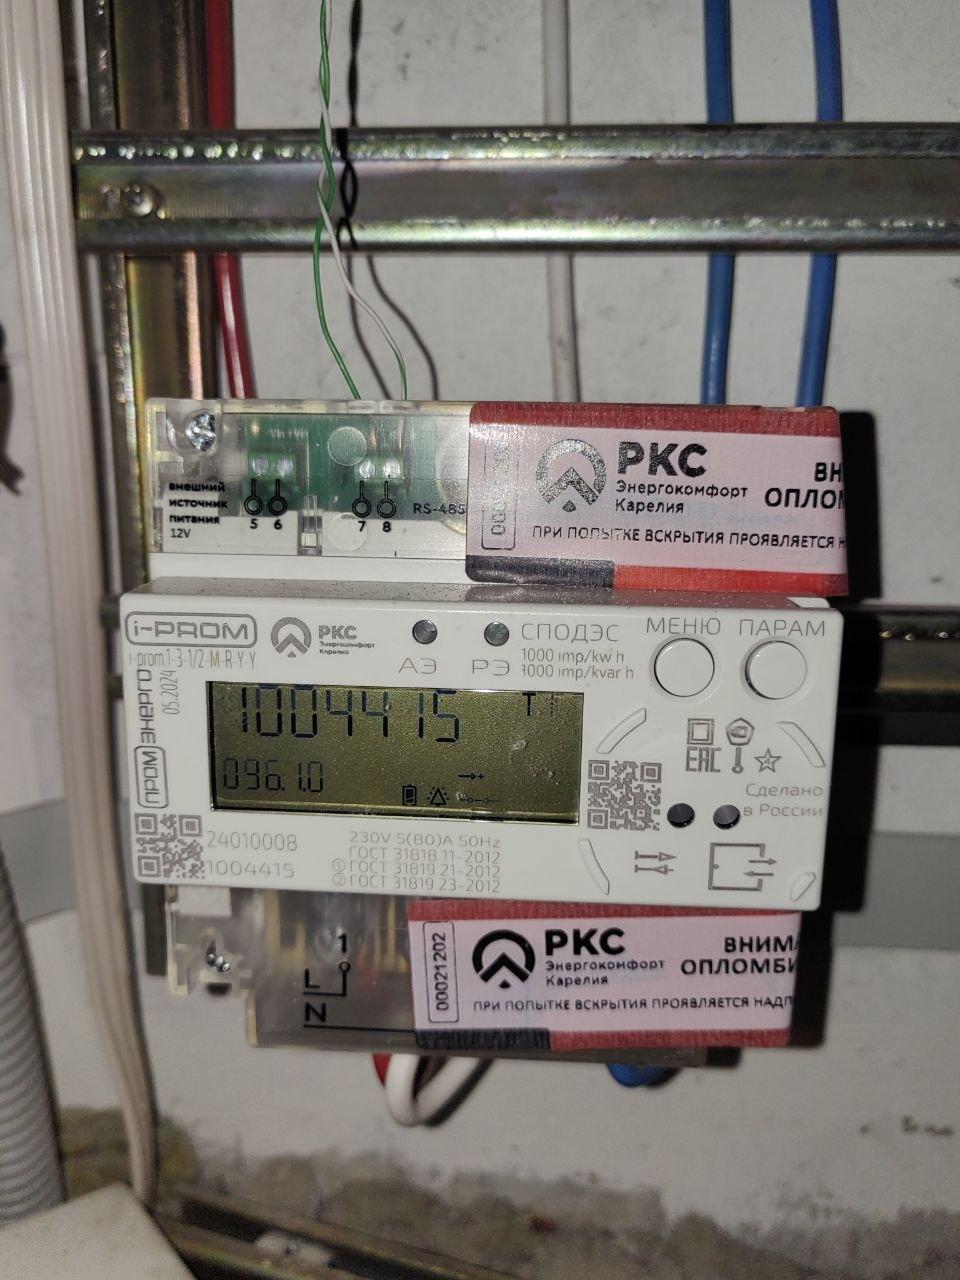 РКС
Энергокомфорт
Карелия
ВН
ОПЛОМ
ПРИ ПОПЫТКЕ ВСКРЫТИЯ ПРОЯВЛЯЕТСЯ
внешний
источник
питания
12V
5 6 7 8
RS-485
i-PROM
РКС
Энергокомфорт
Карелия
i-prom.1-3-1/2-M-R-Y-Y
АЭ
РЭ
СПОДЭС
1000 imp/kw h
1000 imp/kvar h
МЕНЮ
ПАРАМ
ПРОМЭНЕРГО
05.2024
1004415
T1
096.1.0
EAC
Сделано
в России
24010008
1004415
230V 5(80)A 50Hz
① ГОСТ 31818 11-2012
ГОСТ 31819 21-2012
② ГОСТ 31819 23-2012
1
L
N
00021202
РКС
Энергокомфорт
Карелия
ВНИМА
ОПЛОМБИ
ПРИ ПОПЫТКЕ ВСКРЫТИЯ ПРОЯВЛЯЕТСЯ НАДП